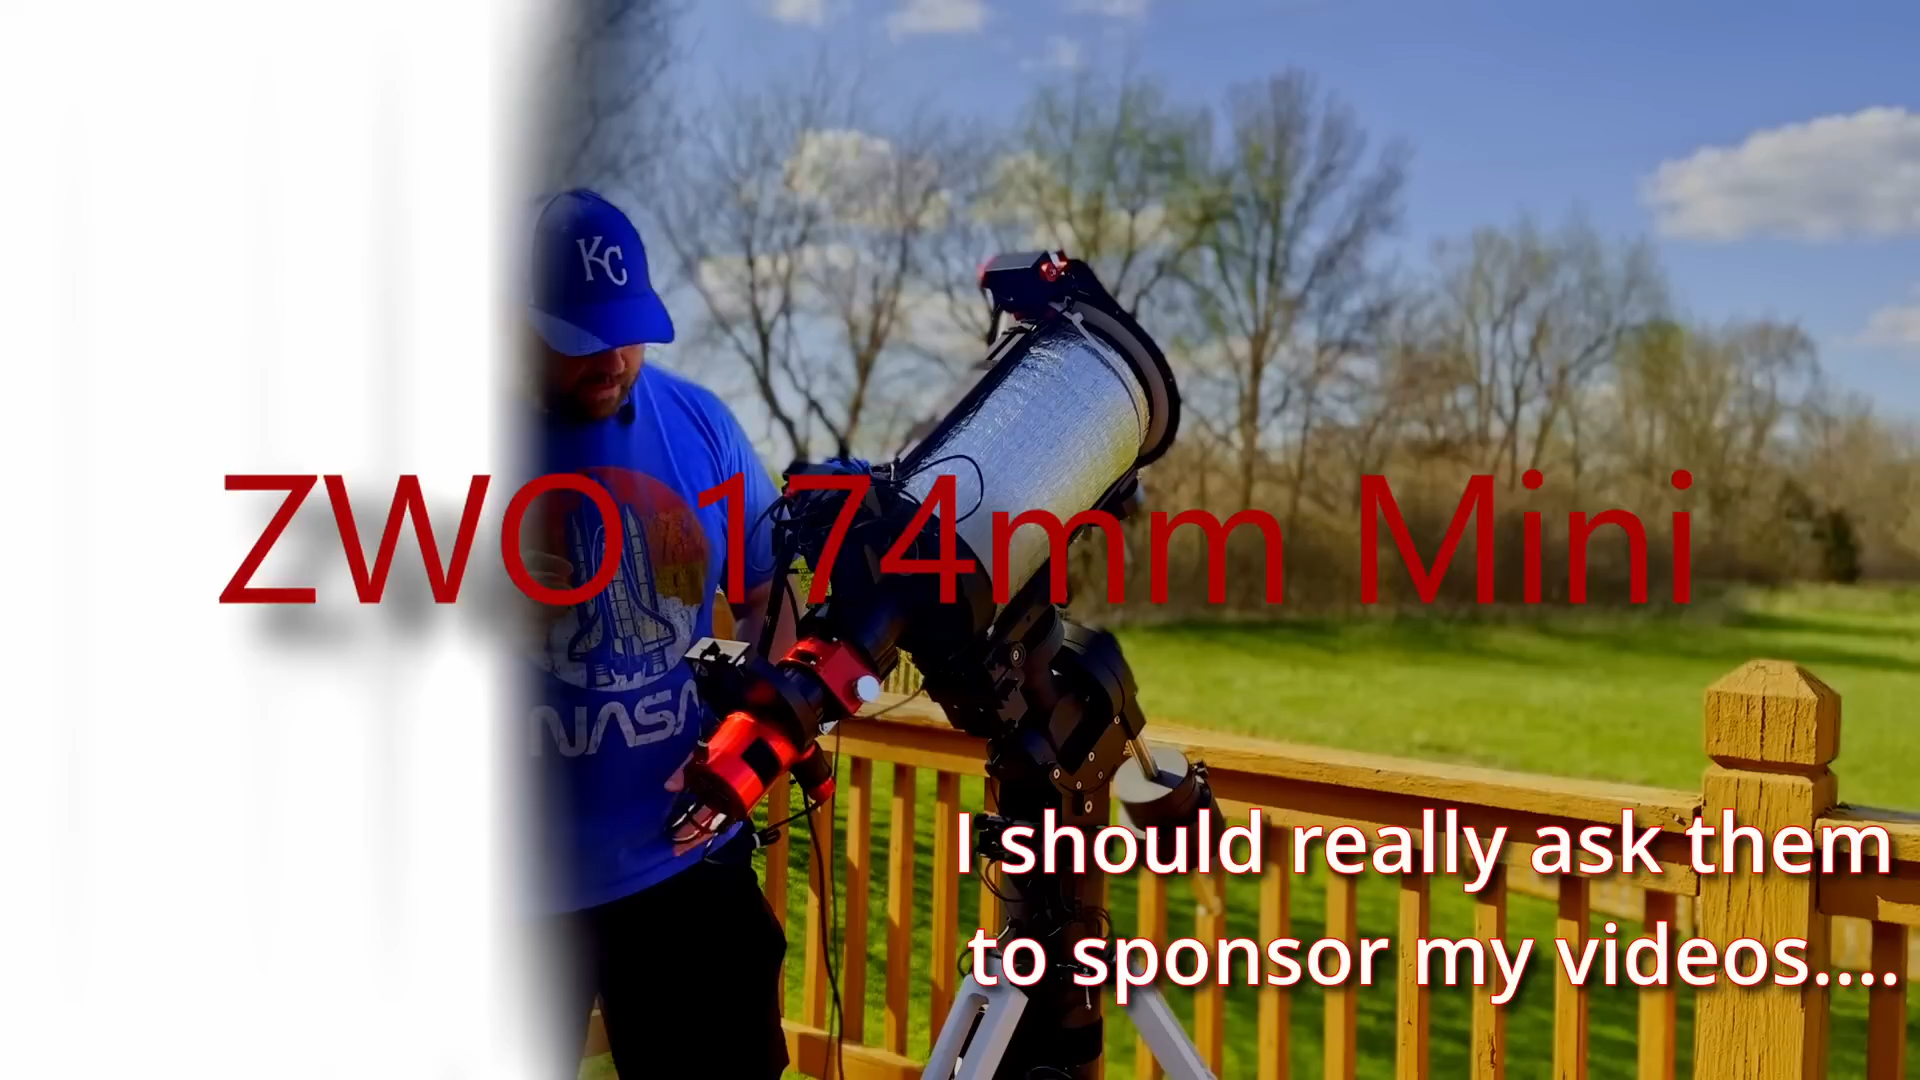 KC
ZWO 174mm Mini
NASA
I should really ask them
to sponsor my videos....